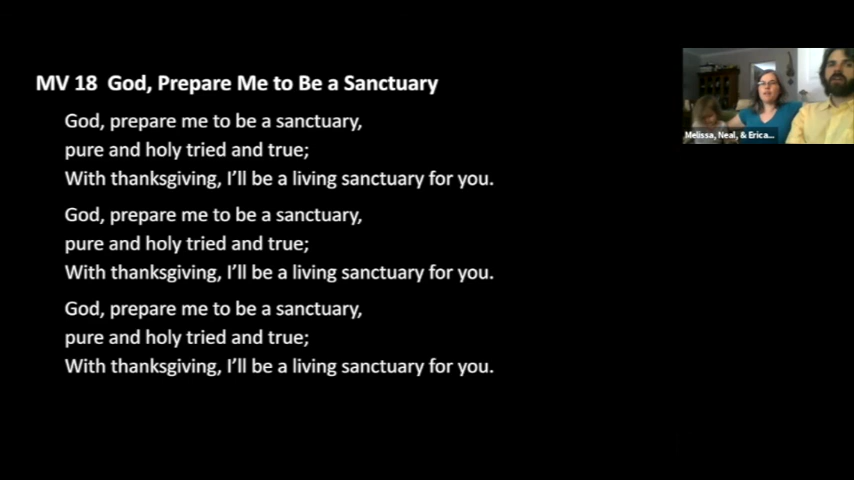 MV 18 God, Prepare Me to Be a Sanctuary
God, prepare me to be a sanctuary,
pure and holy tried and true;
With thanksgiving, I'll be a living sanctuary for you.
God, prepare me to be a sanctuary,
pure and holy tried and true;
With thanksgiving, I'll be a living sanctuary for you.
God, prepare me to be a sanctuary,
pure and holy tried and true;
With thanksgiving, I'll be a living sanctuary for you.
Melissa, Neal, & Erica...